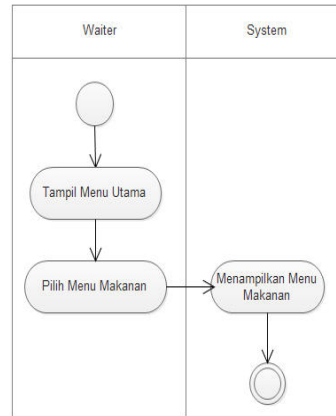 Waiter
System
Tampil Menu Utama
Pilih Menu Makanan
Menampilkan Menu
Makanan